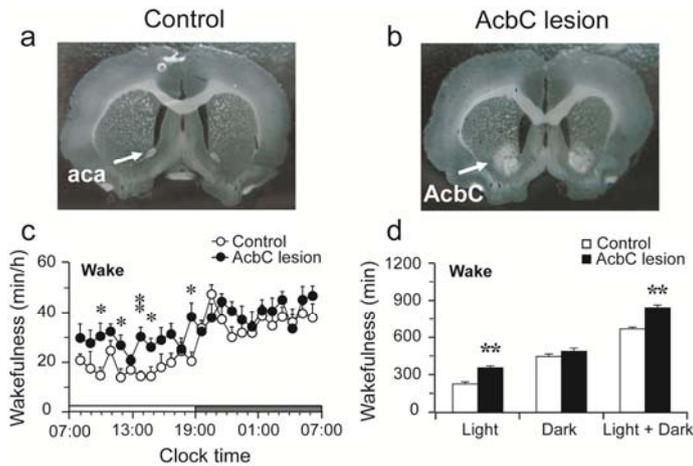 Control
AcbC lesion
a
b
aca
AcbC
c
Control
AcbC lesion
Wake
Wakefulness (min/h)
60
40
20
0
*
*
*
*
*
*
07:00
13:00
19:00
01:00
07:00
Clock time
d
Control
AcbC lesion
Wake
Wakefulness (min)
1200
900
600
300
0
**
**
Light
Dark
Light + Dark